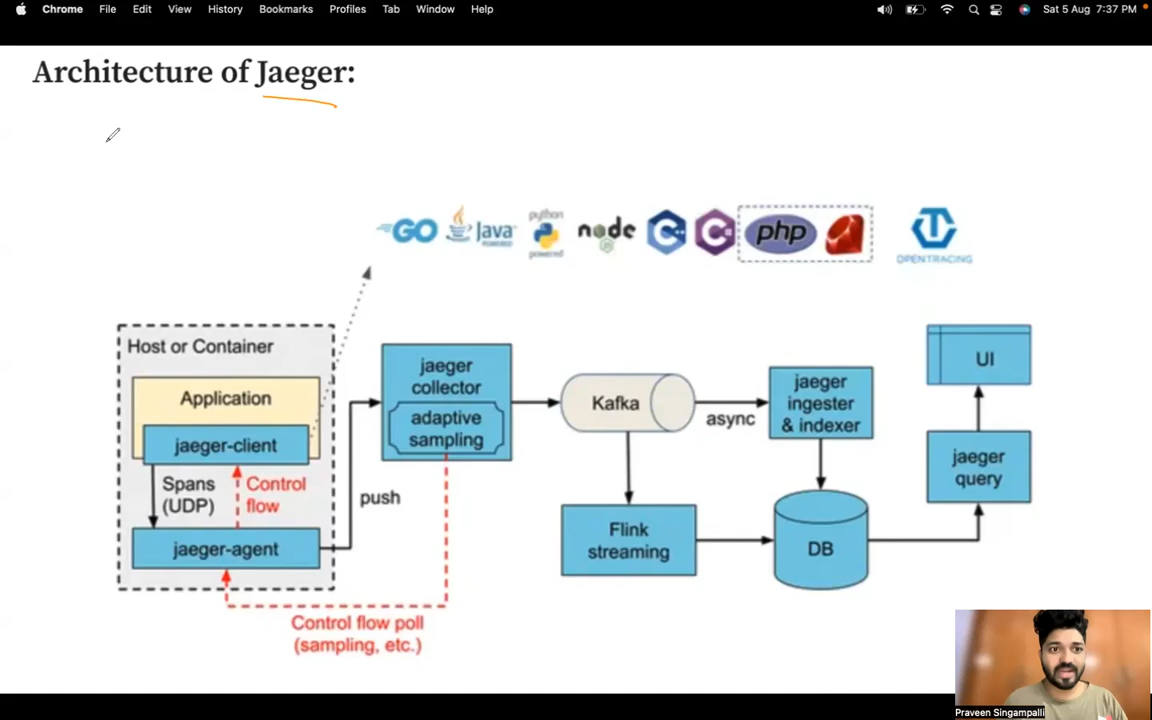 Chrome File Edit View History Bookmarks Profiles Tab Window Help Sat 5 Aug 7:37 PM
Architecture of Jaeger:
GO Java POWERED python powered node JS C C php OPENTRACING
Host or Container
Application
jaeger-client
Spans
(UDP)
Control
flow
jaeger-agent
push
jaeger
collector
adaptive
sampling
Control flow poll
(sampling, etc.)
Kafka
async
Flink
streaming
jaeger
ingester
& indexer
DB
UI
jaeger
query
Praveen Singampalli